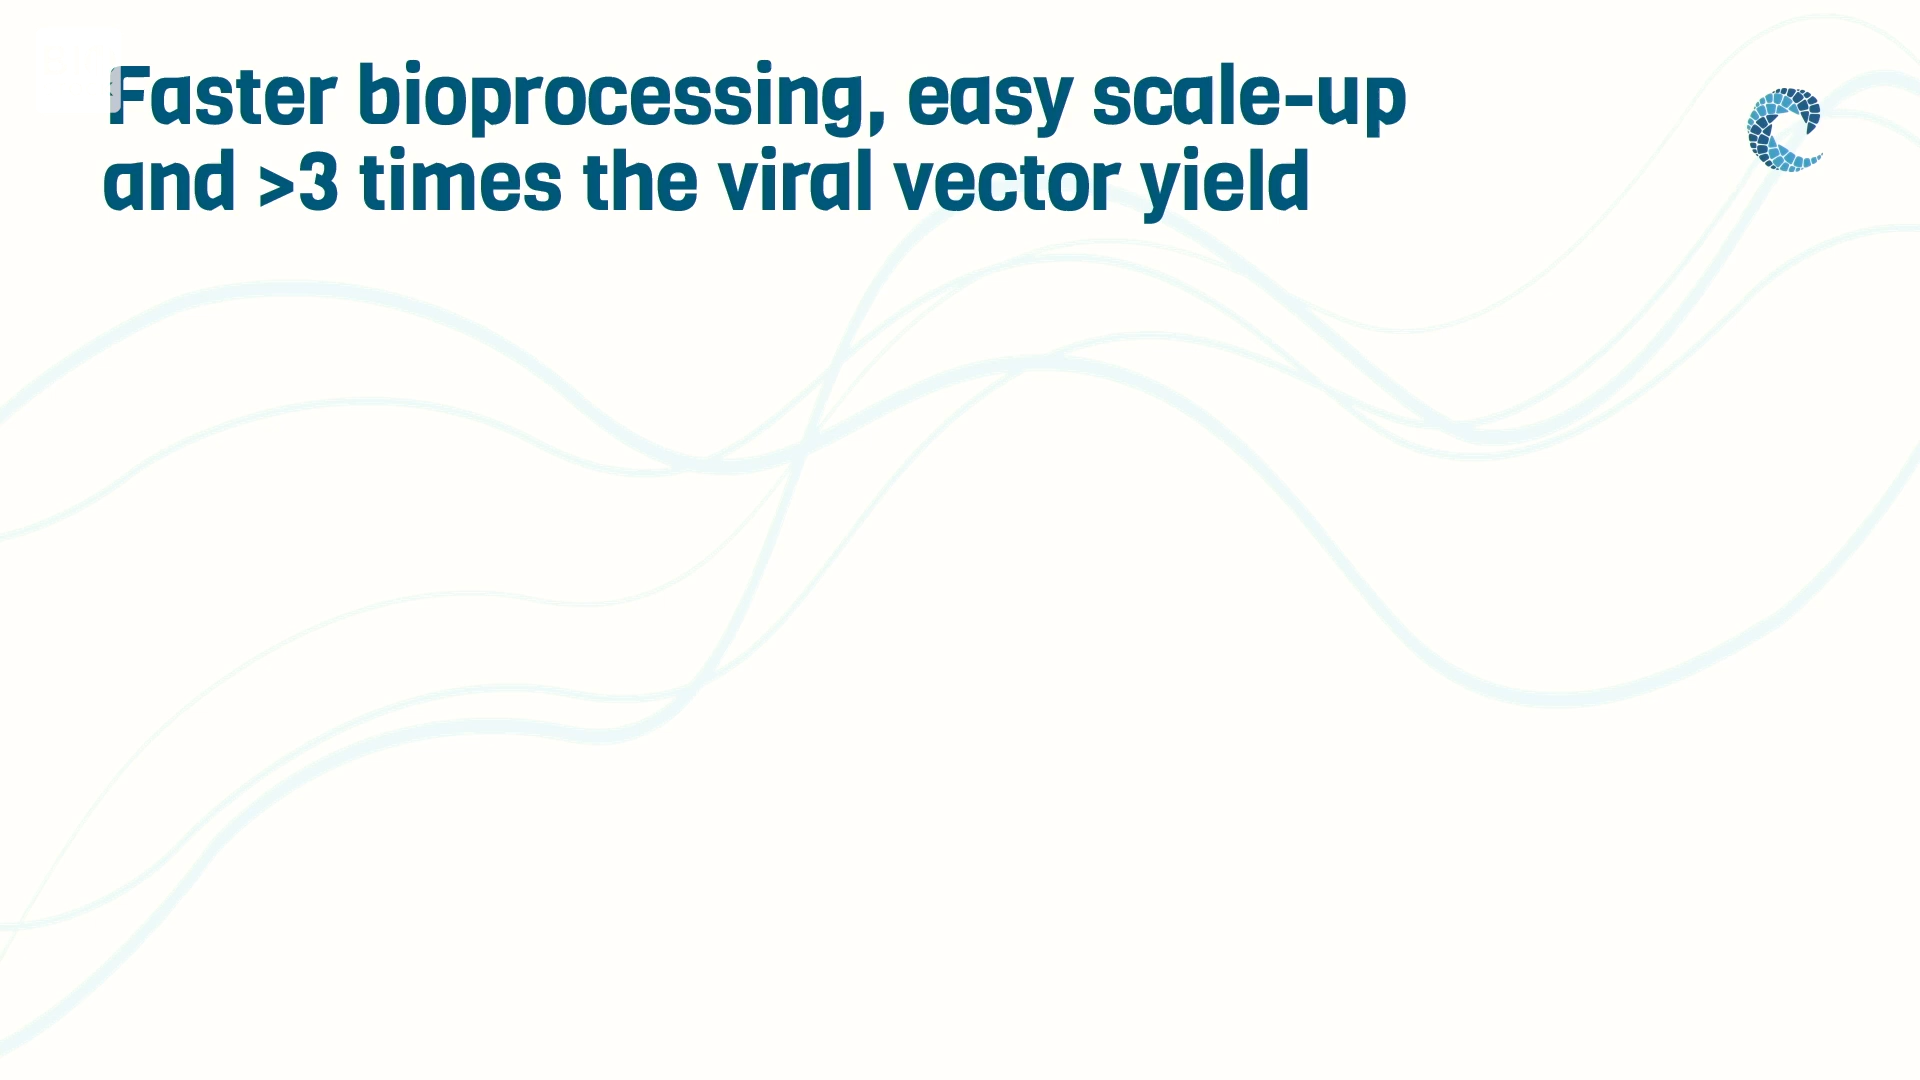 Faster bioprocessing, easy scale-up
and >3 times the viral vector yield